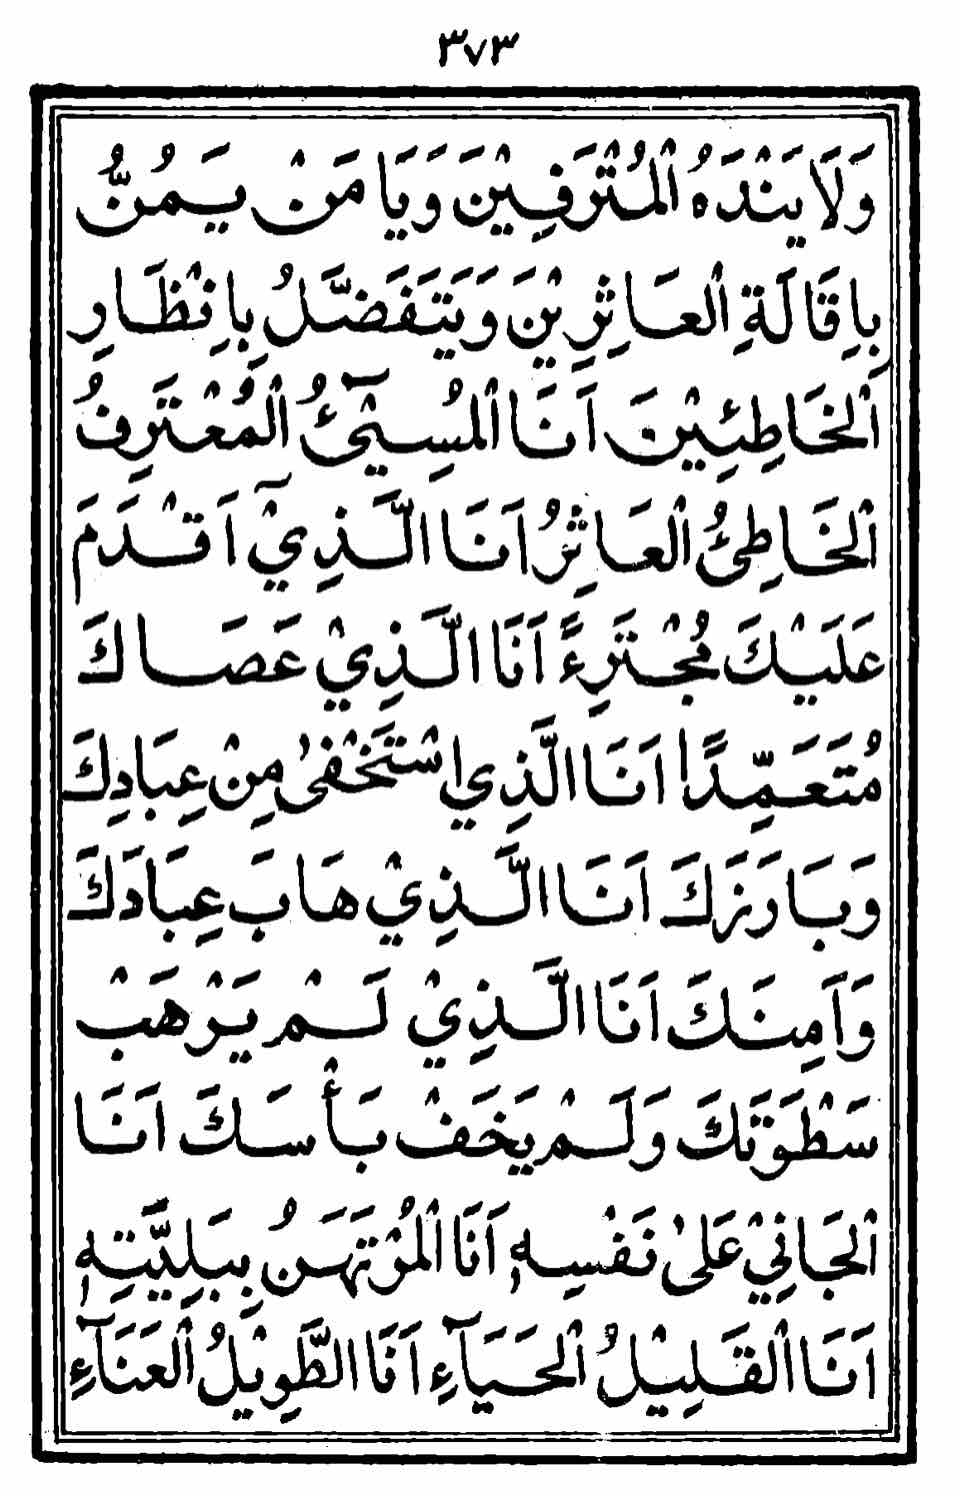 ٣٧٣
وَلَا يَنْدَهُ الْمُتْرَفِيْنَ وَيَا مَنْ يَمُنُّ
بِاِقَالَةِ الْعَاثِرِيْنَ وَيَتَفَضَّلُ بِاِنْظَارِ
الْخَاطِئِيْنَ اَنَا الْمُسِيْٓئُ الْمُعْتَرِفُ
الْخَاطِئُ الْعَاثِرُ اَنَا الَّذِيْٓ اَقْدَمَ
عَلَيْكَ مُجْتَرِءً اَنَا الَّذِيْ عَصَاكَ
مُتَعَمِّدًا اَنَا الَّذِي اسْتَخْفٰى مِنْ عِبَادِكَ
وَبَارَزَكَ اَنَا الَّذِيْ هَابَ عِبَادَكَ
وَاَمِنَكَ اَنَا الَّذِيْ لَمْ يَرْهَبْ
سَطْوَتَكَ وَلَمْ يَخَفْ بَأْسَكَ اَنَا
الْجَانِيْ عَلٰى نَفْسِهٖ اَنَا الْمُرْتَهَنُ بِبَلِيَّتِهٖ
اَنَا الْقَلِيْلُ الْحَيَآءِ اَنَا الطَّوِيْلُ الْعَنَآءِ